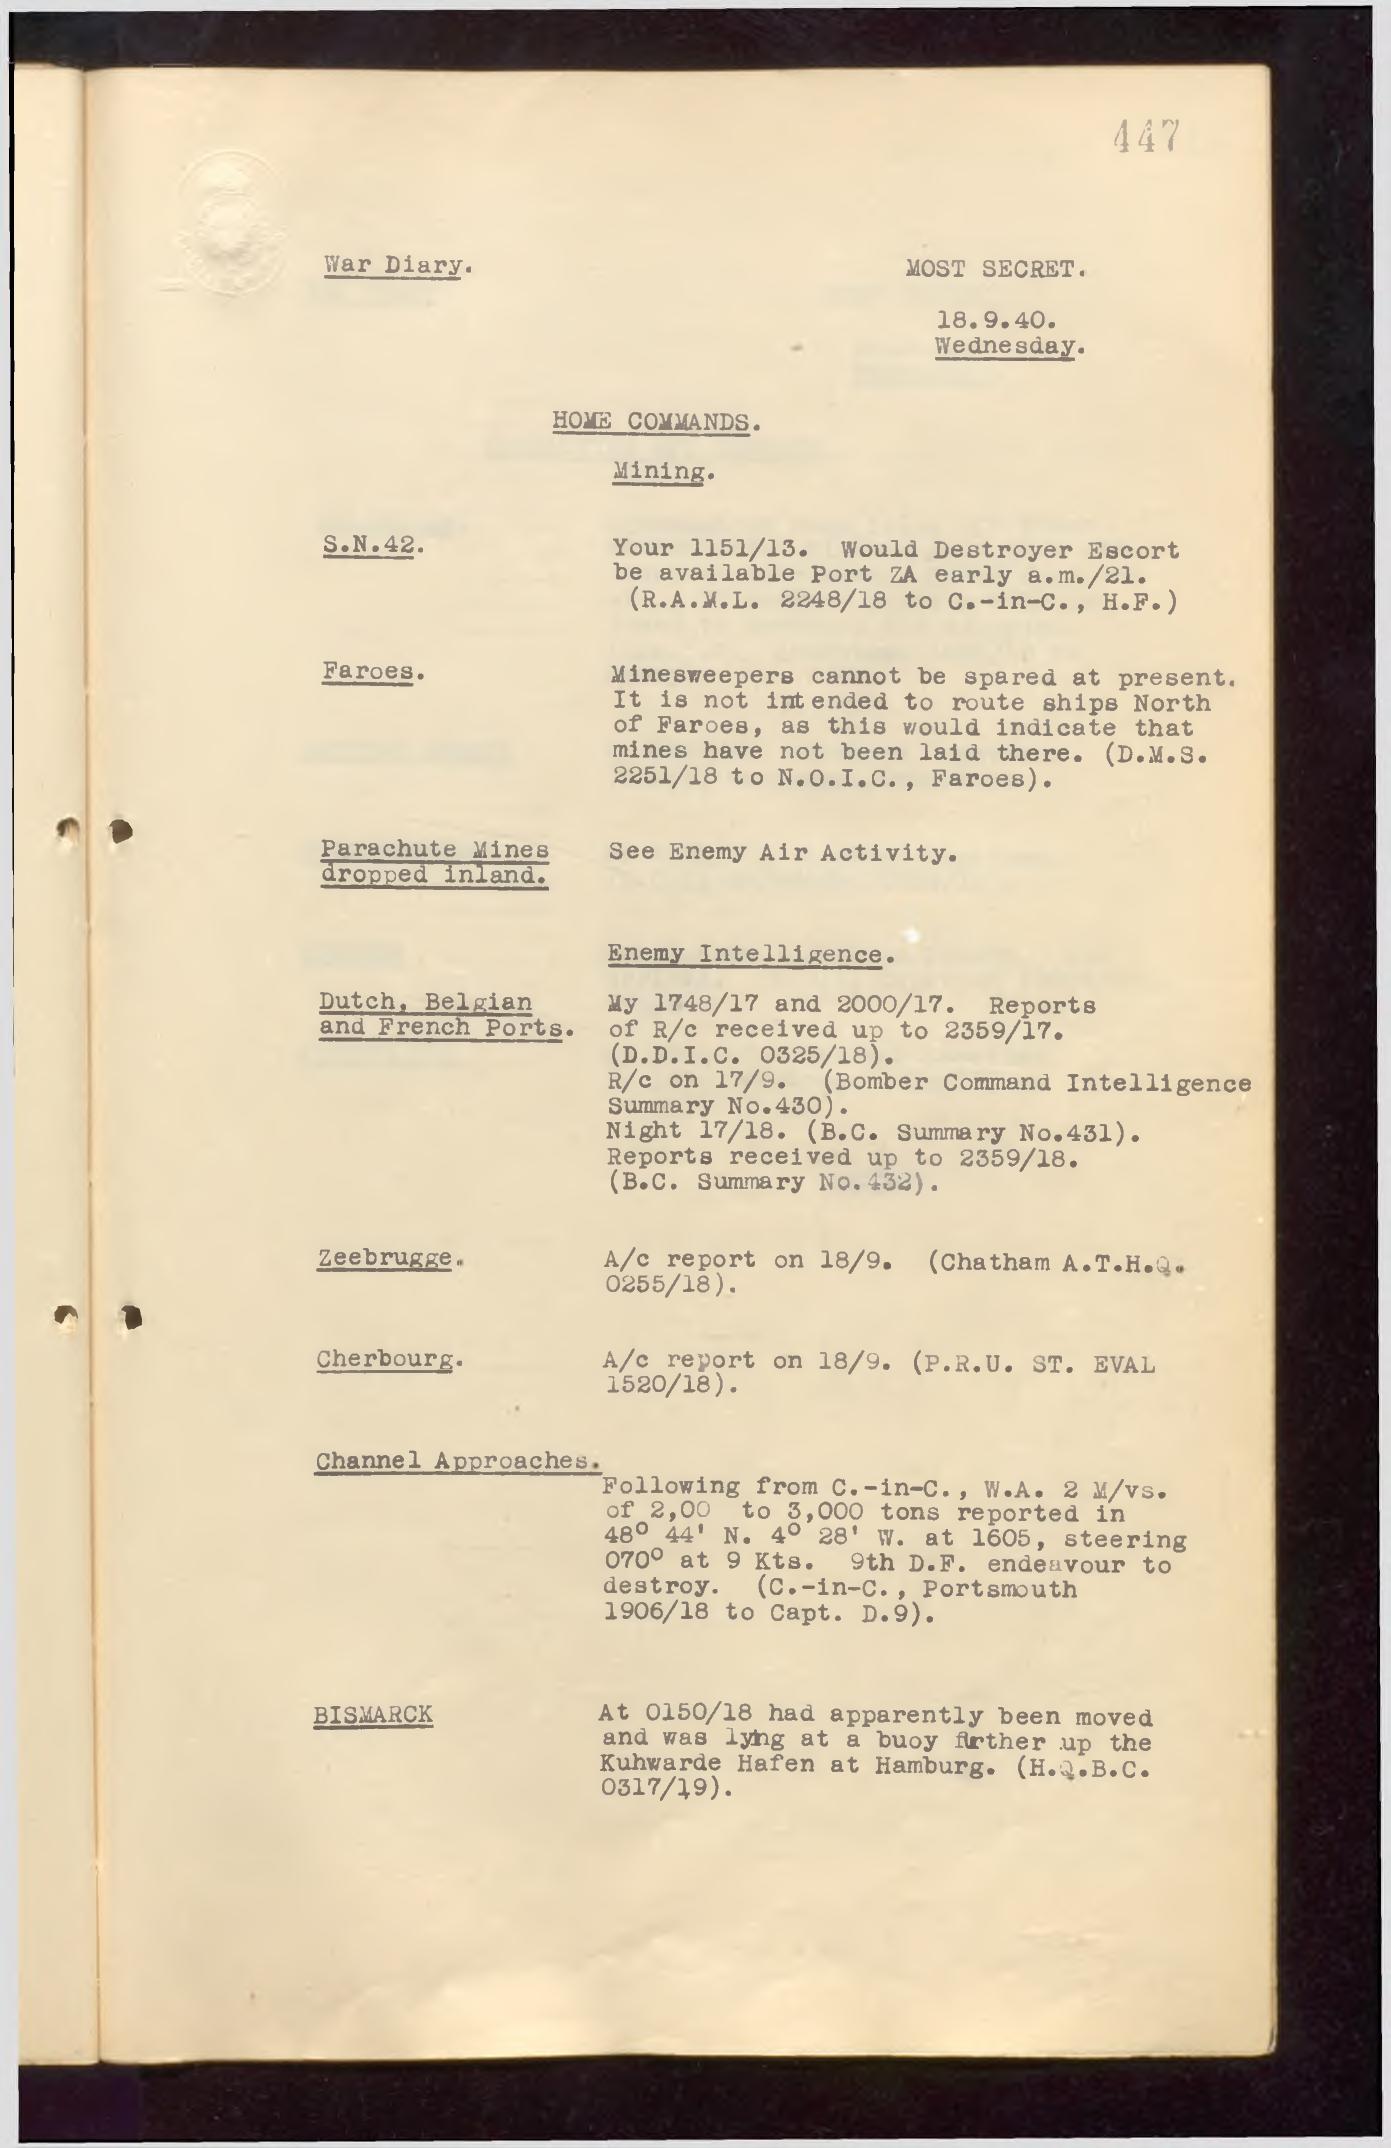 447
War Diary.
MOST SECRET.
18.9.40.
Wednesday.
HOME COMMANDS.
Mining.
S.N.42.
Your 1151/13. Would Destroyer Escort
be available Port ZA early a.m./21.
(R.A.M.L. 2248/18 to C.-in-C., H.F.)
Faroes.
Minesweepers cannot be spared at present.
It is not intended to route ships North
of Faroes, as this would indicate that
mines have not been laid there. (D.M.S.
2251/18 to N.O.I.C., Faroes).
Parachute Mines
dropped inland.
See Enemy Air Activity.
Enemy Intelligence.
Dutch, Belgian
and French Ports.
My 1748/17 and 2000/17. Reports
of R/c received up to 2359/17.
(D.D.I.C. 0325/18).
R/c on 17/9. (Bomber Command Intelligence
Summary No.430).
Night 17/18. (B.C. Summary No.431).
Reports received up to 2359/18.
(B.C. Summary No.432).
Zeebrugge.
A/c report on 18/9. (Chatham A.T.H.Q.
0255/18).
Cherbourg.
A/c report on 18/9. (P.R.U. ST. EVAL
1520/18).
Channel Approaches.
Following from C.-in-C., W.A. 2 M/vs.
of 2,00 to 3,000 tons reported in
48° 44' N. 4° 28' W. at 1605, steering
070° at 9 Kts. 9th D.F. endeavour to
destroy. (C.-in-C., Portsmouth
1906/18 to Capt. D.9).
BISMARCK
At 0150/18 had apparently been moved
and was lyng at a buoy further up the
Kuhwarde Hafen at Hamburg. (H.Q.B.C.
0317/19).